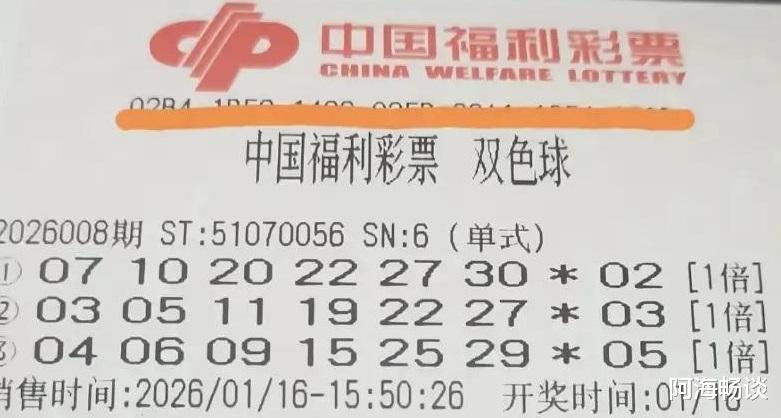 中国福利彩票
CHINA WELFARE LOTTERY
中国福利彩票 双色球
2026008期 ST:51070056 SN:6 (单式)
① 07 10 20 22 27 30 * 02 [1倍]
② 03 05 11 19 22 27 * 03 [1倍]
③ 04 06 09 15 25 29 * 05 [1倍]
销售时间:2026/01/16-15:50:26 开奖时间:
阿海畅谈